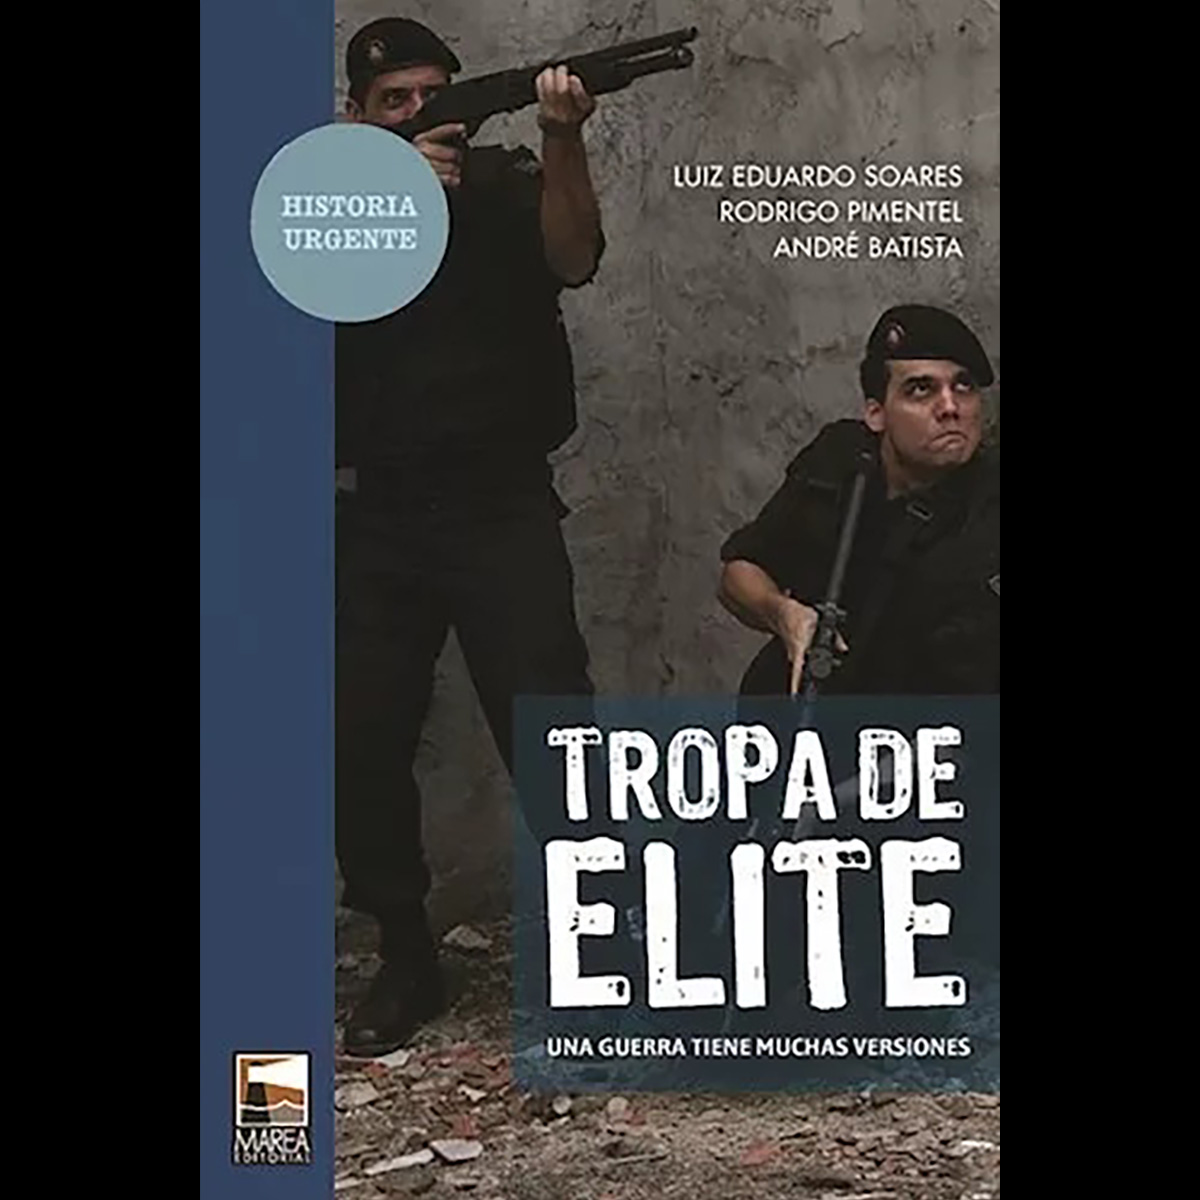 LUIZ EDUARDO SOARES
RODRIGO PIMENTEL
ANDRÉ BATISTA
HISTORIA
URGENTE
TROPA DE
ELITE
UNA GUERRA TIENE MUCHAS VERSIONES
MAREA
EDITORIAL